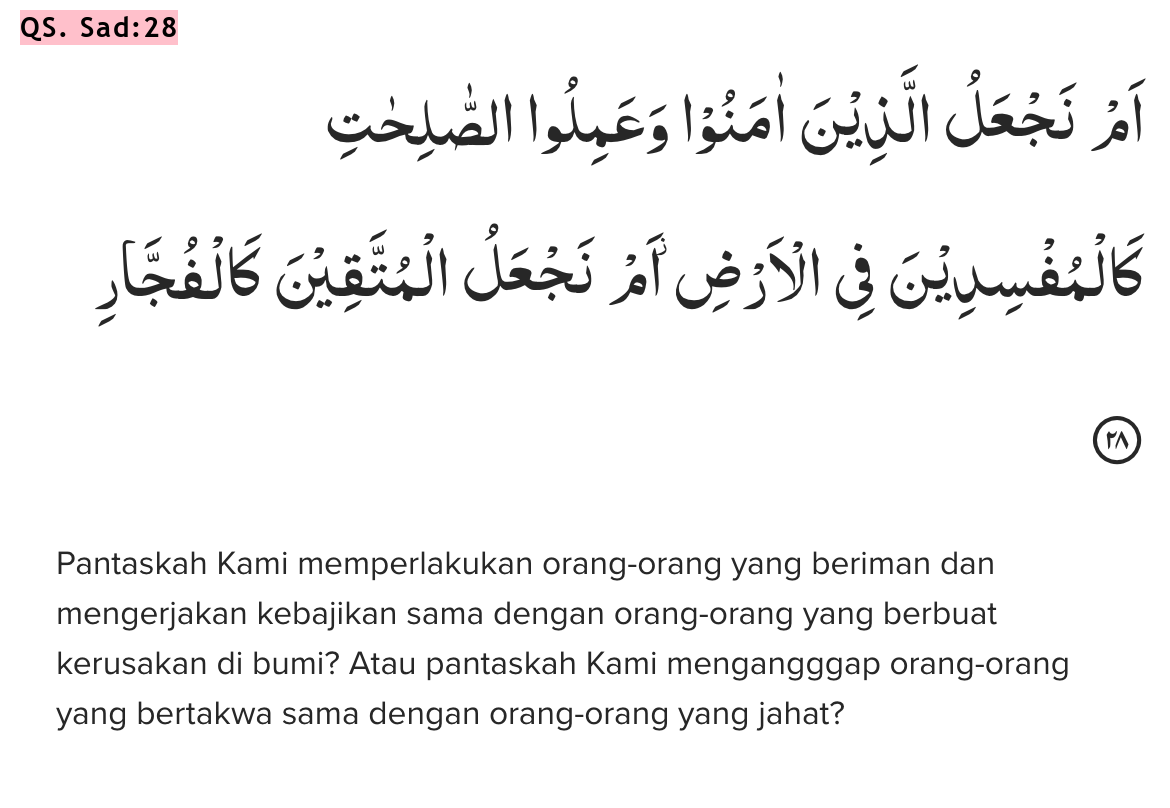 QS. Sad:28
اَمْ نَجْعَلُ الَّذِيْنَ اٰمَنُوْا وَعَمِلُوا الصّٰلِحٰتِ
كَالْمُفْسِدِيْنَ فِى الْاَرْضِۖ اَمْ نَجْعَلُ الْمُتَّقِيْنَ كَالْفُجَّارِ
٢٨
Pantaskah Kami memperlakukan orang-orang yang beriman dan
mengerjakan kebajikan sama dengan orang-orang yang berbuat
kerusakan di bumi? Atau pantaskah Kami mengangggap orang-orang
yang bertakwa sama dengan orang-orang yang jahat?